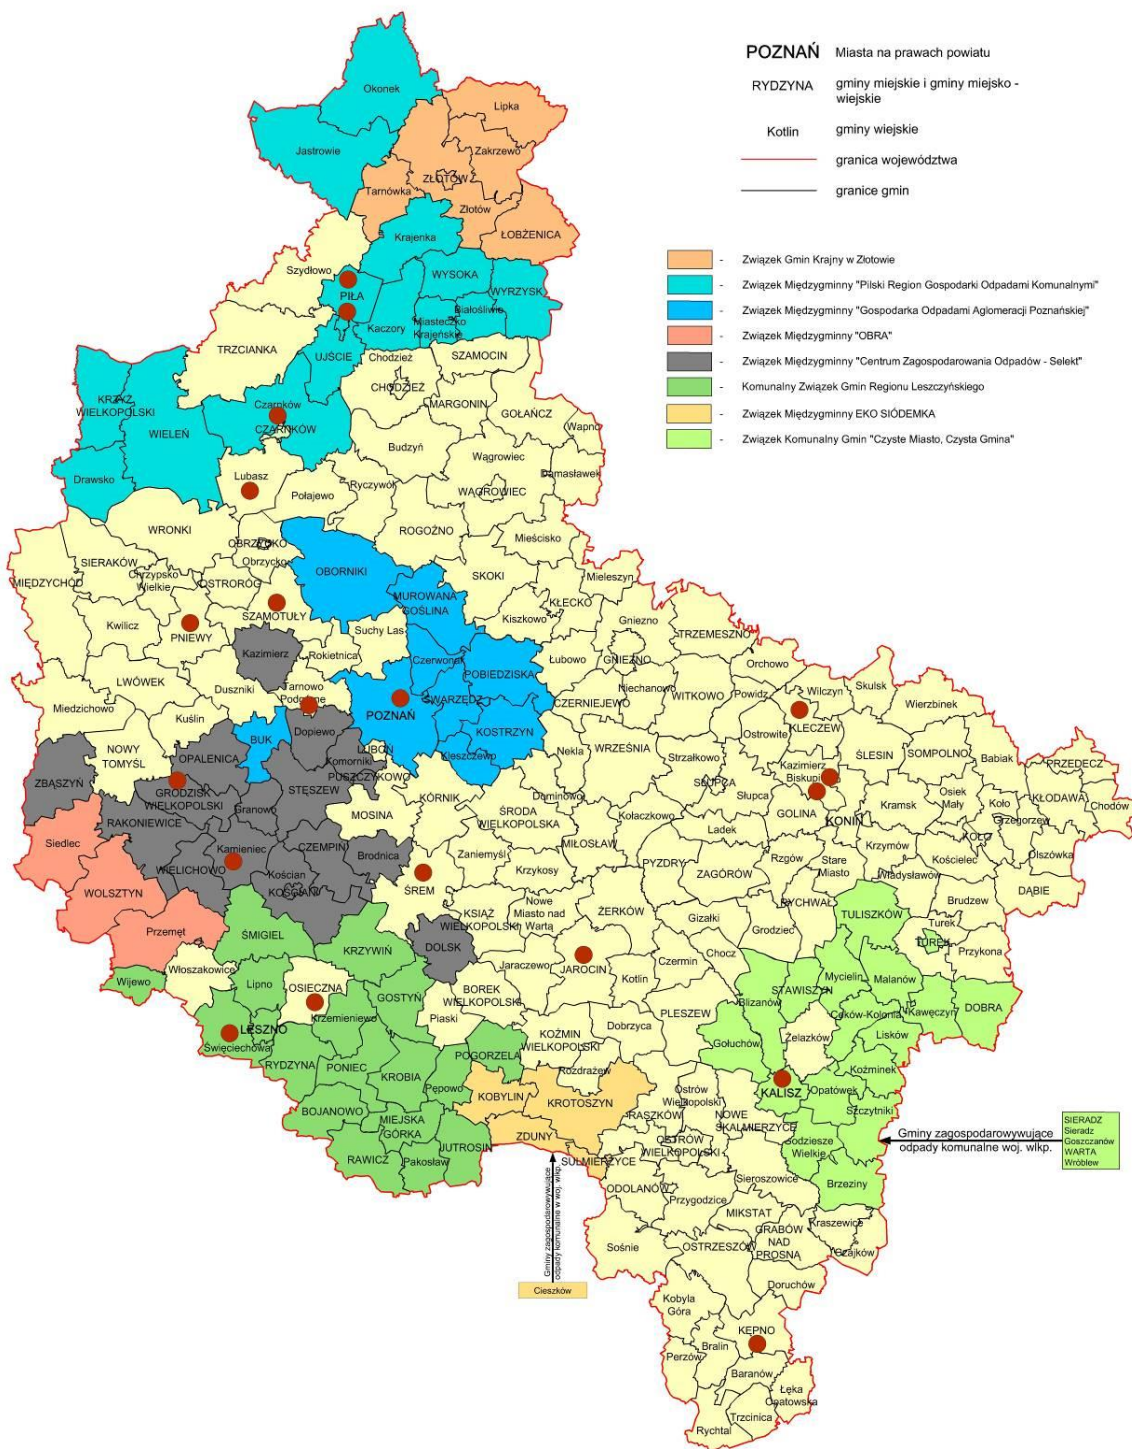 POZNAŃ Miasta na prawach powiatu
RYDZYNA gminy miejskie i gminy miejsko -
wiejskie
Kotlin gminy wiejskie
granica województwa
granice gmin
- Związek Gmin Krajny w Złotowie
- Związek Międzygminny "Pilski Region Gospodarki Odpadami Komunalnymi"
- Związek Międzygminny "Gospodarka Odpadami Aglomeracji Poznańskiej"
- Związek Międzygminny "OBRA"
- Związek Międzygminny "Centrum Zagospodarowania Odpadów - Selekt"
- Komunalny Związek Gmin Regionu Leszczyńskiego
- Związek Międzygminny EKO SIÓDEMKA
- Związek Komunalny Gmin "Czyste Miasto, Czysta Gmina"
Okonek
Lipka
Jastrowie
Zakrzewo
ZŁOTÓW
Tarnówka
Złotów
ŁOBŻENICA
Krajenka
Szydłowo
WYSOKA
WYRZYSK
PIŁA
Białośliwie
Kaczory
Miasteczko
Krajeńskie
TRZCIANKA
UJŚCIE
Chodzież
SZAMOCIN
CHODZIEŻ
KRZYŻ
WIELKOPOLSKI
Czarnków
MARGONIN
GOŁAŃCZ
WIELEŃ
CZARNKÓW
Wapno
Budzyń
Wągrowiec
Drawsko
Lubasz
Damasławek
Połajewo
Ryczywół
WĄGROWIEC
WRONKI
ROGOŹNO
OBRZYCKO
Mieścisko
Obrzycko
SIERAKÓW
OBORNIKI
MIĘDZYCHÓD
Chrzypsko
Wielkie
OSTRORÓG
SKOKI
Mieleszyn
MUROWANA
GOŚLINA
KŁECKO
Kwilicz
PNIEWY
SZAMOTUŁY
Kiszkowo
Gniezno
Suchy Las
TRZEMESZNO
Kazimierz
Rokietnica
Czerwonak
Łubowo
GNIEZNO
Orchowo
LWÓWEK
POBIEDZISKA
Duszniki
Tarnowo
Podgórne
Niechanowo
WITKOWO
Powidz
Wilczyn
Skulsk
Miedzichowo
SWARZĘDZ
CZERNIEJEWO
Wierzbinek
Kuślin
POZNAŃ
KLECZEW
BUK
Dopiewo
KOSTRZYN
Ostrowite
NOWY
TOMYŚL
OPALENICA
LUBOŃ
Kleszczewo
Nekla
WRZEŚNIA
Strzałkowo
ŚLESIN
SOMPOLNO
Babiak
PRZEDECZ
ZBĄSZYŃ
Komorniki
PUSZCZYKOWO
Kazimierz
Biskupi
GRODZISK
WIELKOPOLSKI
STĘSZEW
KÓRNIK
SŁUPCA
Osiek
Mały
KŁODAWA
Chodów
Granowo
Dominowo
Słupca
Kramsk
Koło
Grzegorzew
RAKONIEWICE
MOSINA
ŚRODA
WIELKOPOLSKA
Kołaczkowo
GOLINA
KONIN
KOŁO
Siedlec
Kamieniec
CZEMPIŃ
MIŁOSŁAW
Lądek
Krzymów
Olszówka
Brodnica
Zaniemyśl
WIELICHOWO
Kościan
PYZDRY
Rzgów
Stare
Miasto
Kościelec
WOLSZTYN
KOŚCIAN
ŚREM
Krzykosy
ZAGÓRÓW
Władysławów
DĄBIE
KSIĄŻ
WIELKOPOLSKI
Nowe
Miasto nad
Wartą
ŻERKÓW
RYCHWAŁ
Brudzew
Przemęt
ŚMIGIEL
Gizałki
TULISZKÓW
KRZYWIŃ
DOLSK
Grodziec
Turek
TUREK
Włoszakowice
Chocz
Przykona
Wijewo
Lipno
Jaraczewo
JAROCIN
Kotlin
Czermin
Mycielin
OSIECZNA
GOSTYŃ
BOREK
WIELKOPOLSKI
STAWISZYN
Malanów
Krzemieniewo
Blizanów
LESZNO
Piaski
PLESZEW
Ceków-Kolonia
Kawęczyn
DOBRA
Dobrzyca
Święciechowa
KOŹMIN
WIELKOPOLSKI
Gołuchów
Żelazków
Lisków
RYDZYNA
PONIEC
POGORZELA
KROBIA
Pępowo
Rozdrażew
Koźminek
KOBYLIN
KROTOSZYN
Ostrów
Wielkopolski
KALISZ
Opatówek
BOJANOWO
MIEJSKA
GÓRKA
RASZKÓW
NOWE
SKALMIERZYCE
Szczytniki
ZDUNY
JUTROSIN
OSTRÓW
WIELKOPOLSKI
Godziesze
Wielkie
Gminy zagospodarowywujące
odpady komunalne woj. wlkp.
SIERADZ
Sieradz
Goszczanów
WARTA
Wróblew
RAWICZ
Pakosław
SULMIERZYCE
Sieroszowice
Brzeziny
ODOLANÓW
Przygodzice
MIKSTAT
Gminy zagospodarowywujące
odpady komunalne w woj. wlkp.
GRABÓW
NAD
PROSNĄ
Kraszewice
Sośnie
OSTRZESZÓW
Czajków
Cieszków
Doruchów
Kobyla
Góra
KĘPNO
Bralin
Perzów
Baranów
Łęka
Opatowska
Trzcinica
Rychtal